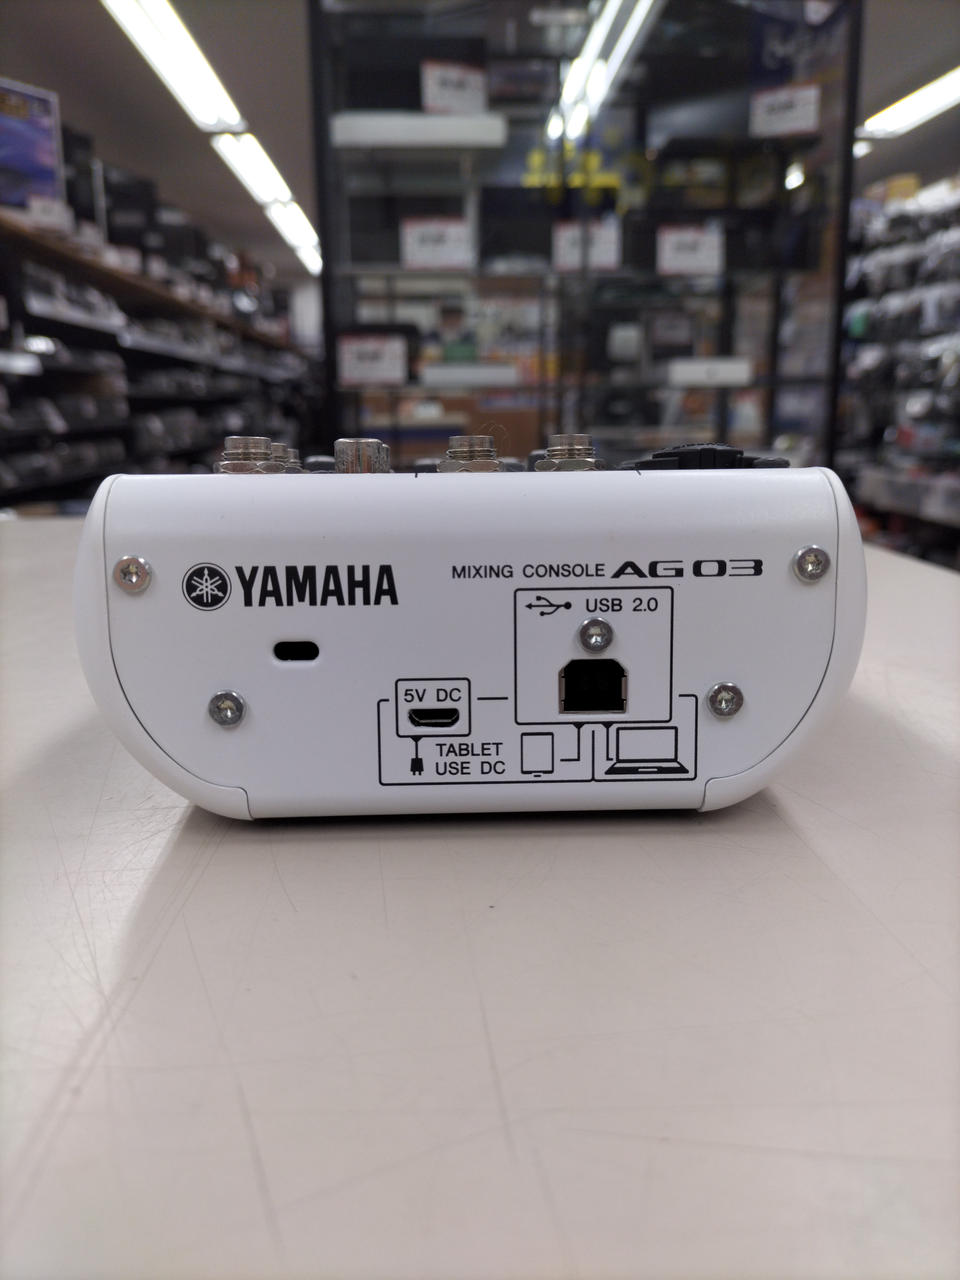 YAMAHA
MIXING CONSOLE AG03
USB 2.0
5V DC
TABLET
USE DC